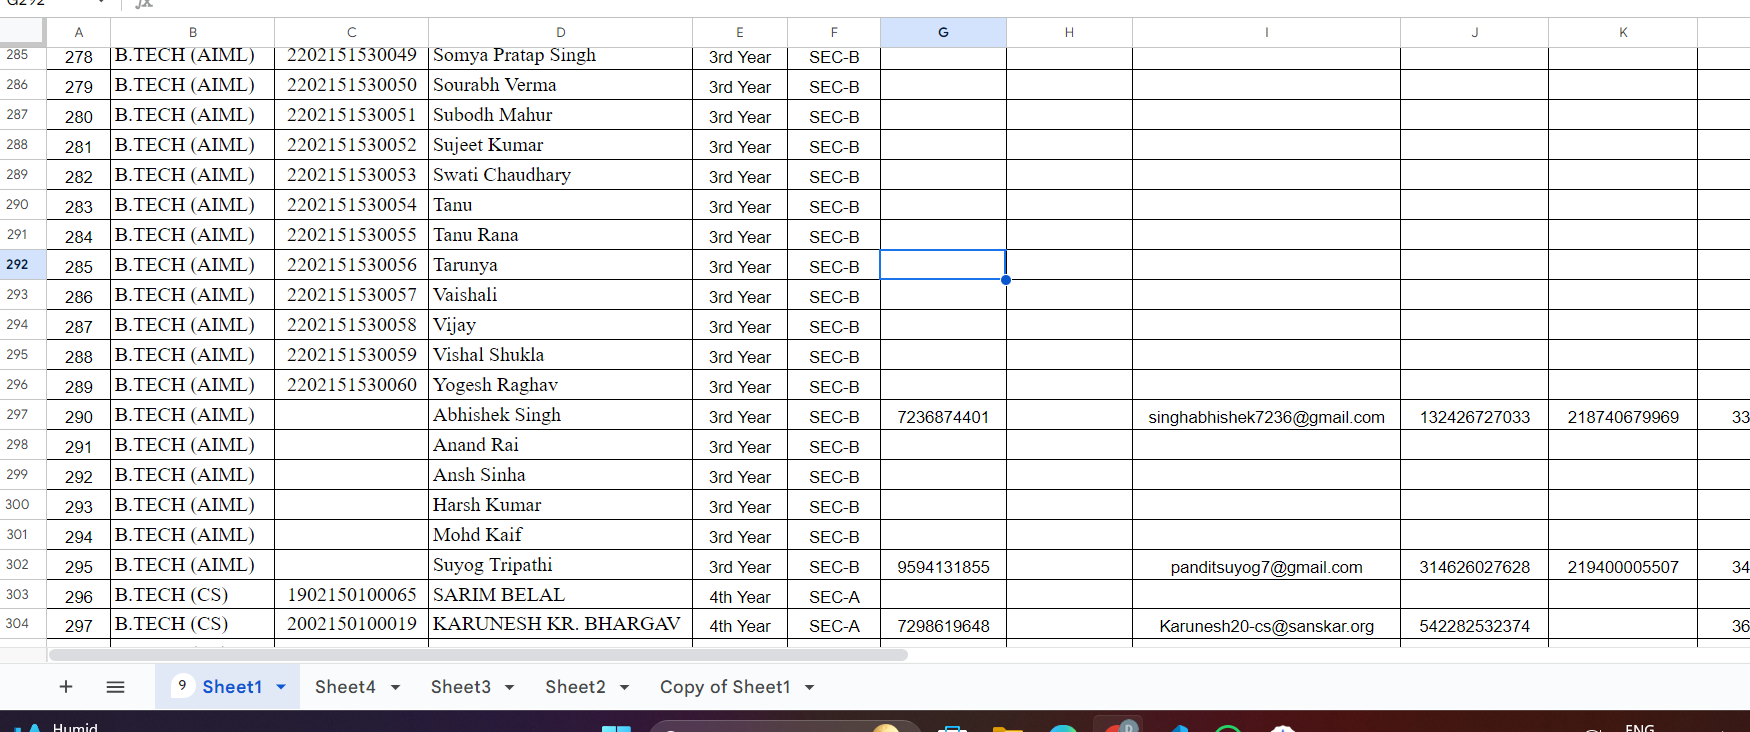 G292
fx
A B C D E F G H I J K
285 278 B.TECH (AIML) 2202151530049 Somya Pratap Singh 3rd Year SEC-B
286 279 B.TECH (AIML) 2202151530050 Sourabh Verma 3rd Year SEC-B
287 280 B.TECH (AIML) 2202151530051 Subodh Mahur 3rd Year SEC-B
288 281 B.TECH (AIML) 2202151530052 Sujeet Kumar 3rd Year SEC-B
289 282 B.TECH (AIML) 2202151530053 Swati Chaudhary 3rd Year SEC-B
290 283 B.TECH (AIML) 2202151530054 Tanu 3rd Year SEC-B
291 284 B.TECH (AIML) 2202151530055 Tanu Rana 3rd Year SEC-B
292 285 B.TECH (AIML) 2202151530056 Tarunya 3rd Year SEC-B
293 286 B.TECH (AIML) 2202151530057 Vaishali 3rd Year SEC-B
294 287 B.TECH (AIML) 2202151530058 Vijay 3rd Year SEC-B
295 288 B.TECH (AIML) 2202151530059 Vishal Shukla 3rd Year SEC-B
296 289 B.TECH (AIML) 2202151530060 Yogesh Raghav 3rd Year SEC-B
297 290 B.TECH (AIML) Abhishek Singh 3rd Year SEC-B 7236874401 singhabhishek7236@gmail.com 132426727033 218740679969 33
298 291 B.TECH (AIML) Anand Rai 3rd Year SEC-B
299 292 B.TECH (AIML) Ansh Sinha 3rd Year SEC-B
300 293 B.TECH (AIML) Harsh Kumar 3rd Year SEC-B
301 294 B.TECH (AIML) Mohd Kaif 3rd Year SEC-B
302 295 B.TECH (AIML) Suyog Tripathi 3rd Year SEC-B 9594131855 panditsuyog7@gmail.com 314626027628 219400005507 34
303 296 B.TECH (CS) 1902150100065 SARIM BELAL 4th Year SEC-A
304 297 B.TECH (CS) 2002150100019 KARUNESH KR. BHARGAV 4th Year SEC-A 7298619648 Karunesh20-cs@sanskar.org 542282532374 36
+ 9 Sheet1 Sheet4 Sheet3 Sheet2 Copy of Sheet1
Humid ENG